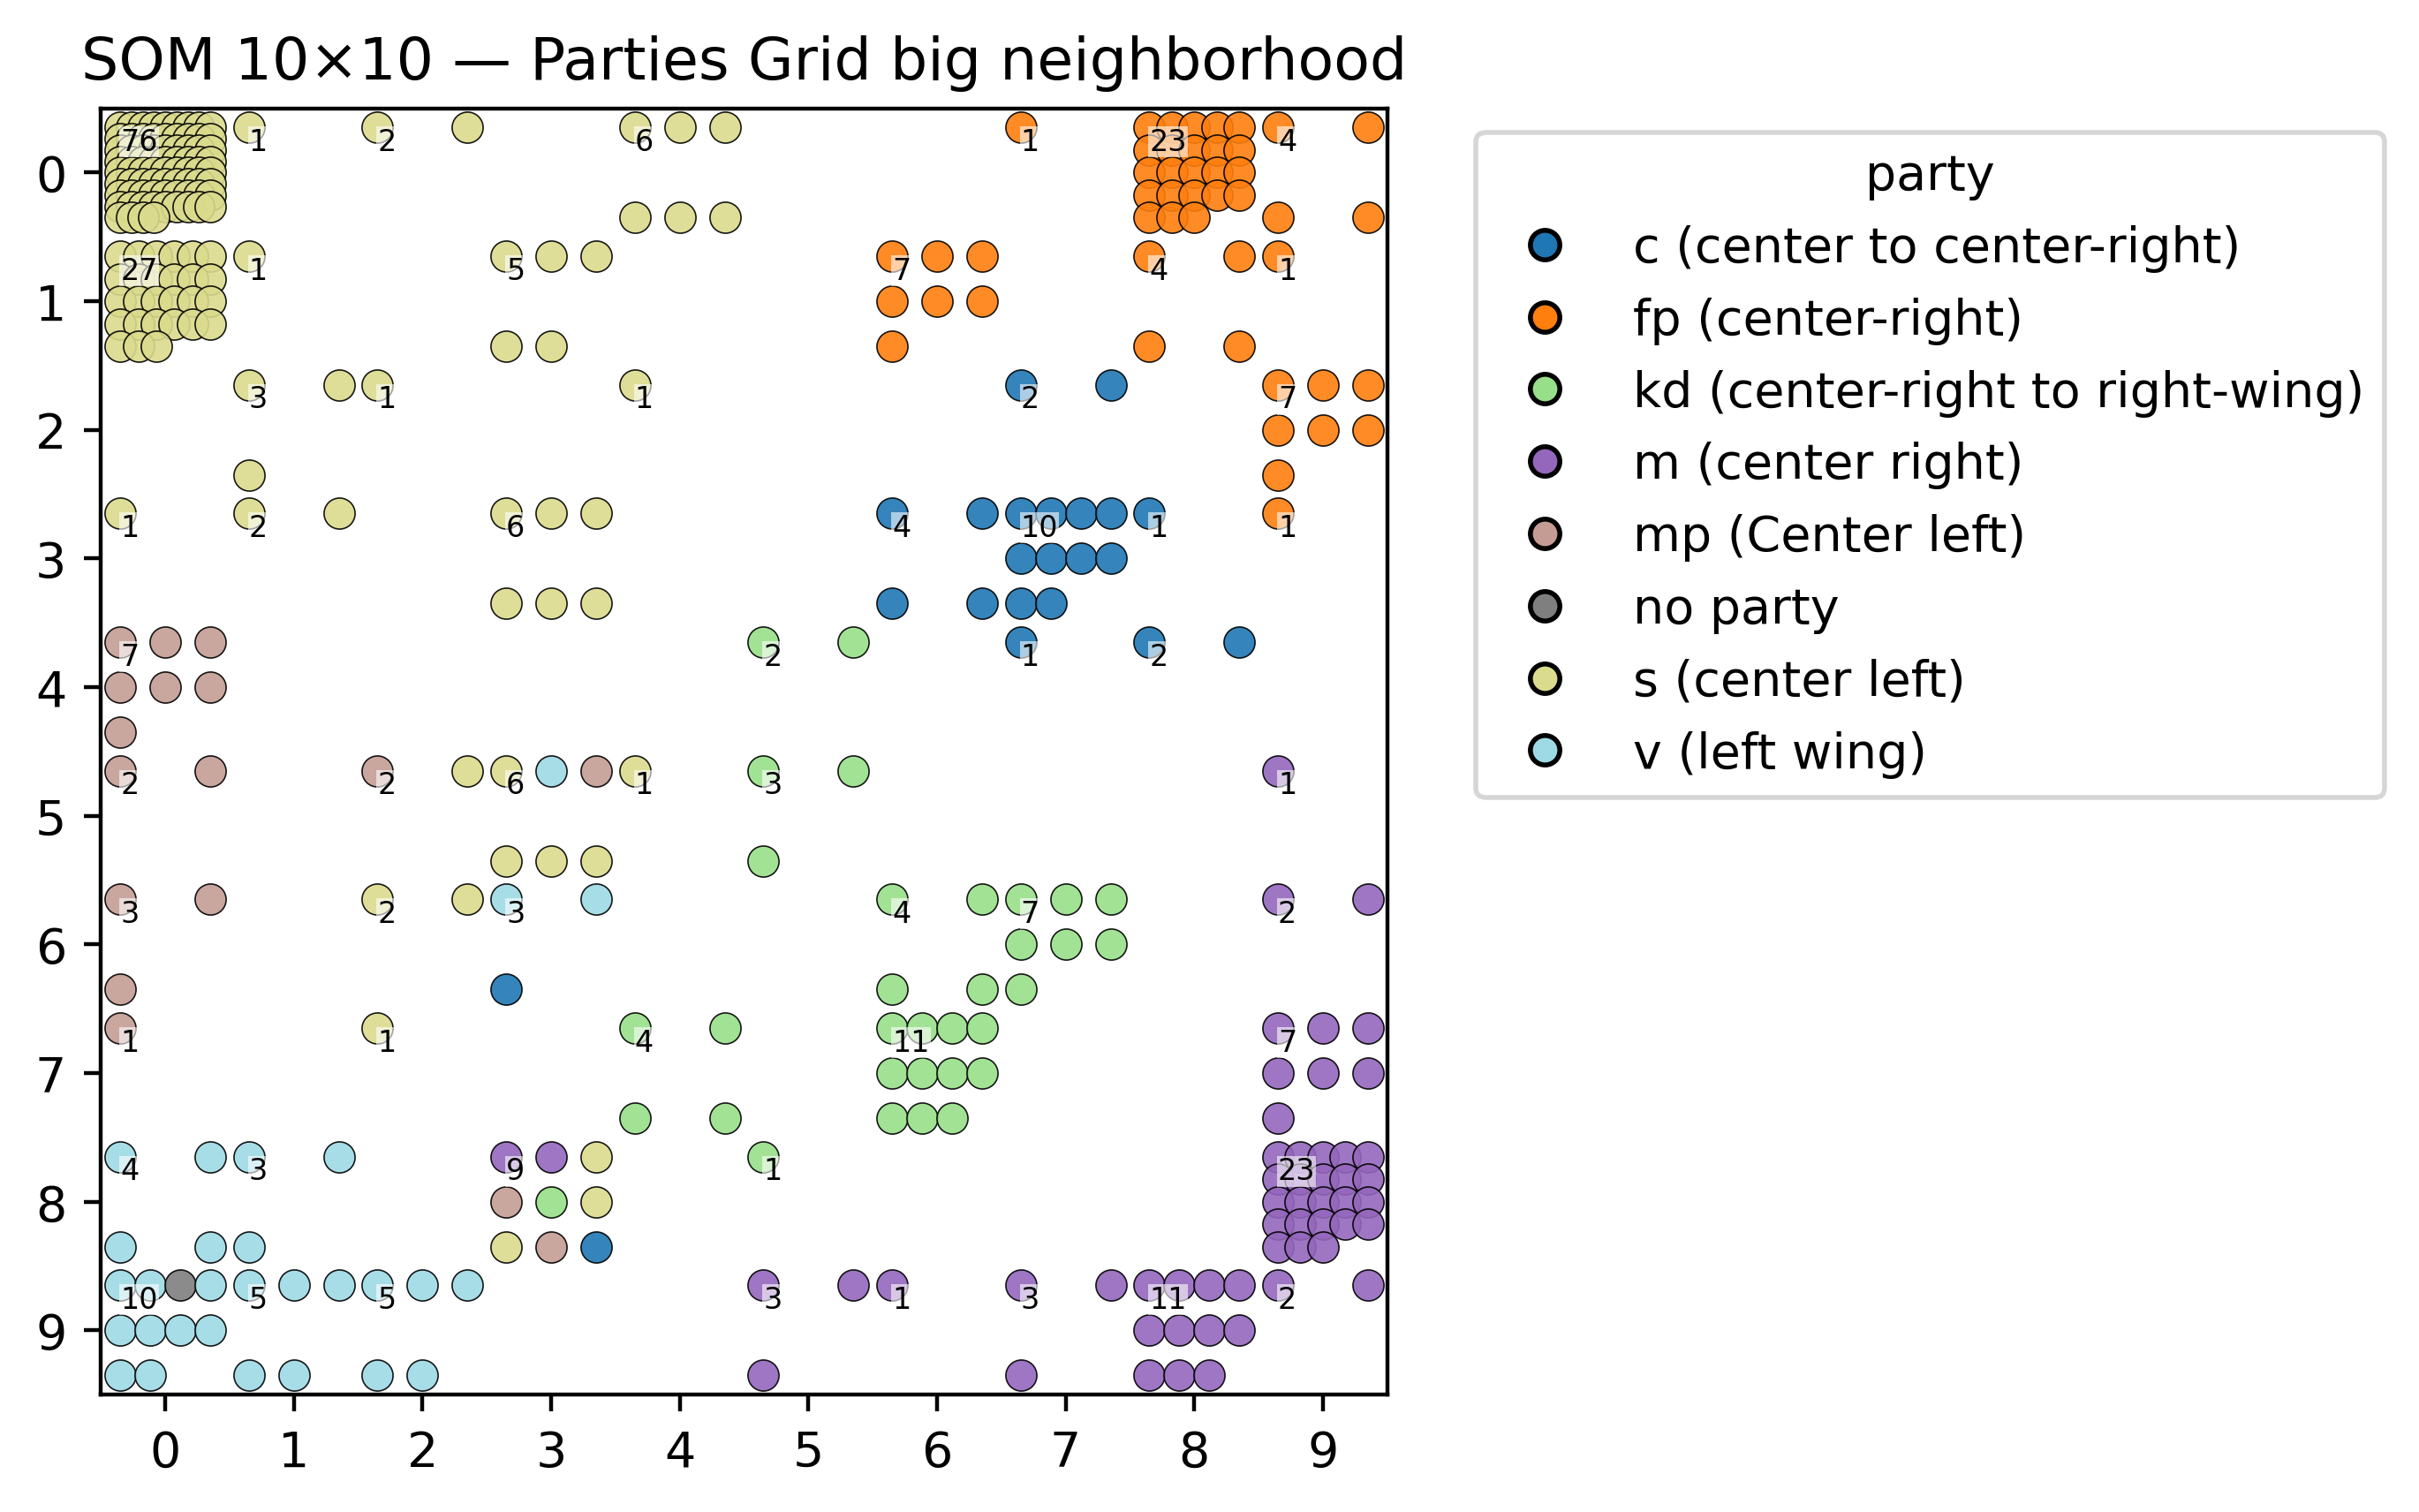 SOM 10×10 — Parties Grid big neighborhood
76 1 2 6 1 23 4
0
27 1 5 7 4 1
1
3 1 1 2 7
2
1 2 6 4 10 1 1
3
7 2 1 2
4
2 2 6 1 3 1
5
3 2 3 4 7 2
6
1 1 4 11 7
7
4 3 9 1 23
8
10 5 5 3 1 3 11 2
9
0 1 2 3 4 5 6 7 8 9
party
c (center to center-right)
fp (center-right)
kd (center-right to right-wing)
m (center right)
mp (Center left)
no party
s (center left)
v (left wing)